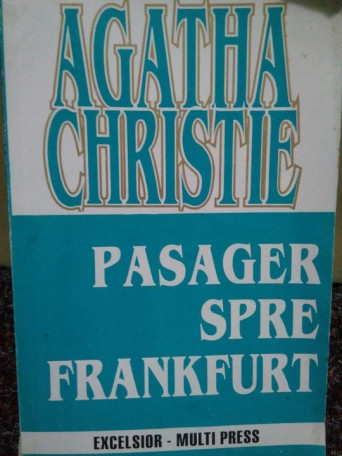 AGATHA
CHRISTIE
PASAGER
SPRE
FRANKFURT
EXCELSIOR - MULTI PRESS